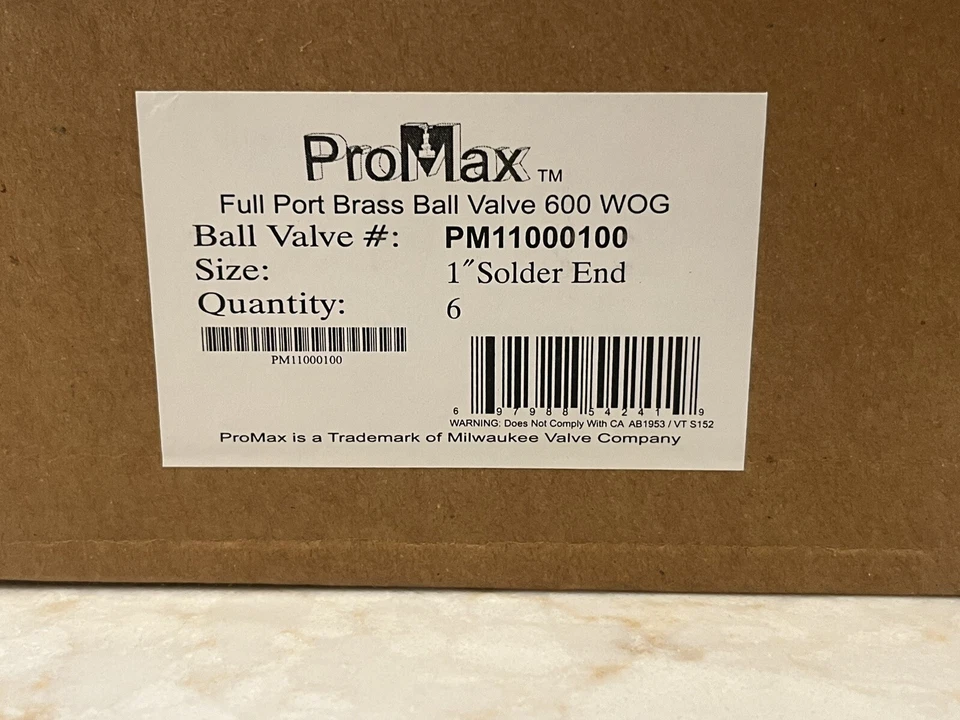 ProMax™
Full Port Brass Ball Valve 600 WOG
Ball Valve #: PM11000100
Size: 1″Solder End
Quantity: 6
PM11000100
6 97988 54241 9
WARNING: Does Not Comply With CA AB1953 / VT S152
ProMax is a Trademark of Milwaukee Valve Company